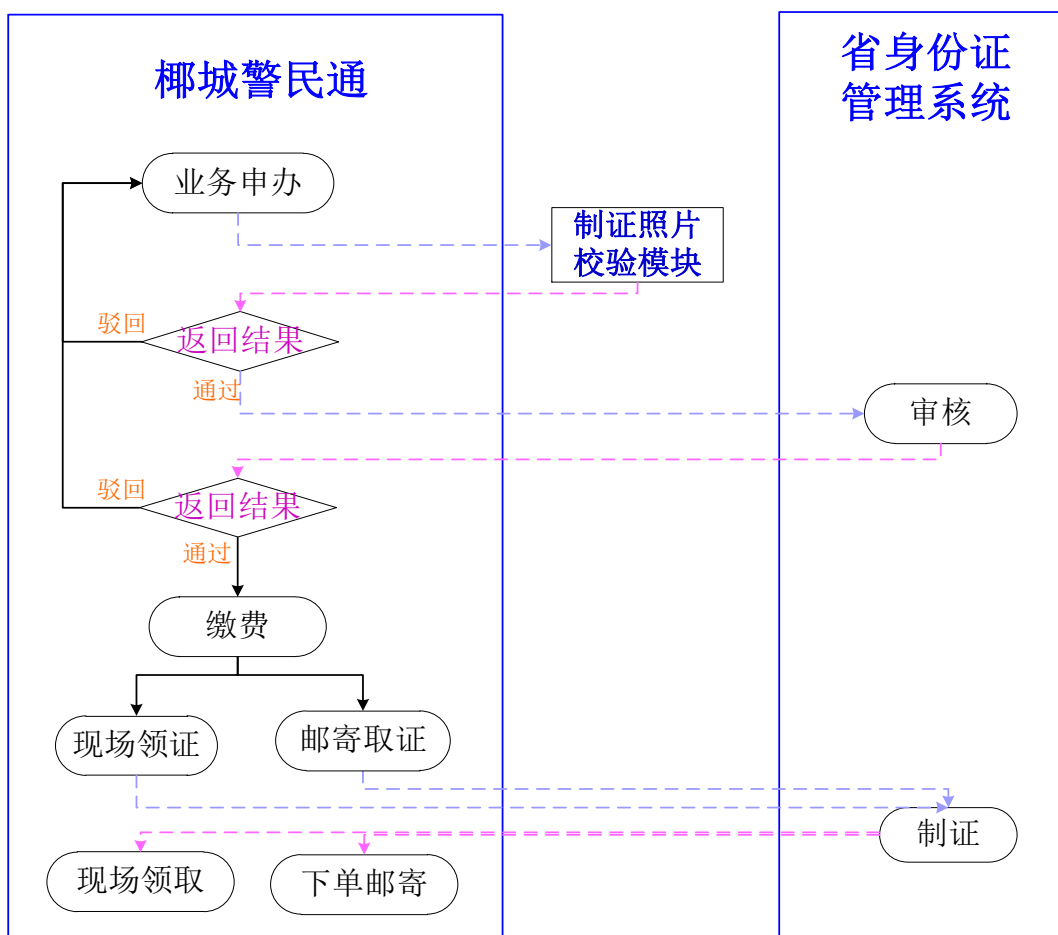 椰城警民通
省身份证
管理系统
业务申办
制证照片
校验模块
驳回
返回结果
通过
审核
驳回
返回结果
通过
缴费
现场领证
邮寄取证
制证
现场领取
下单邮寄